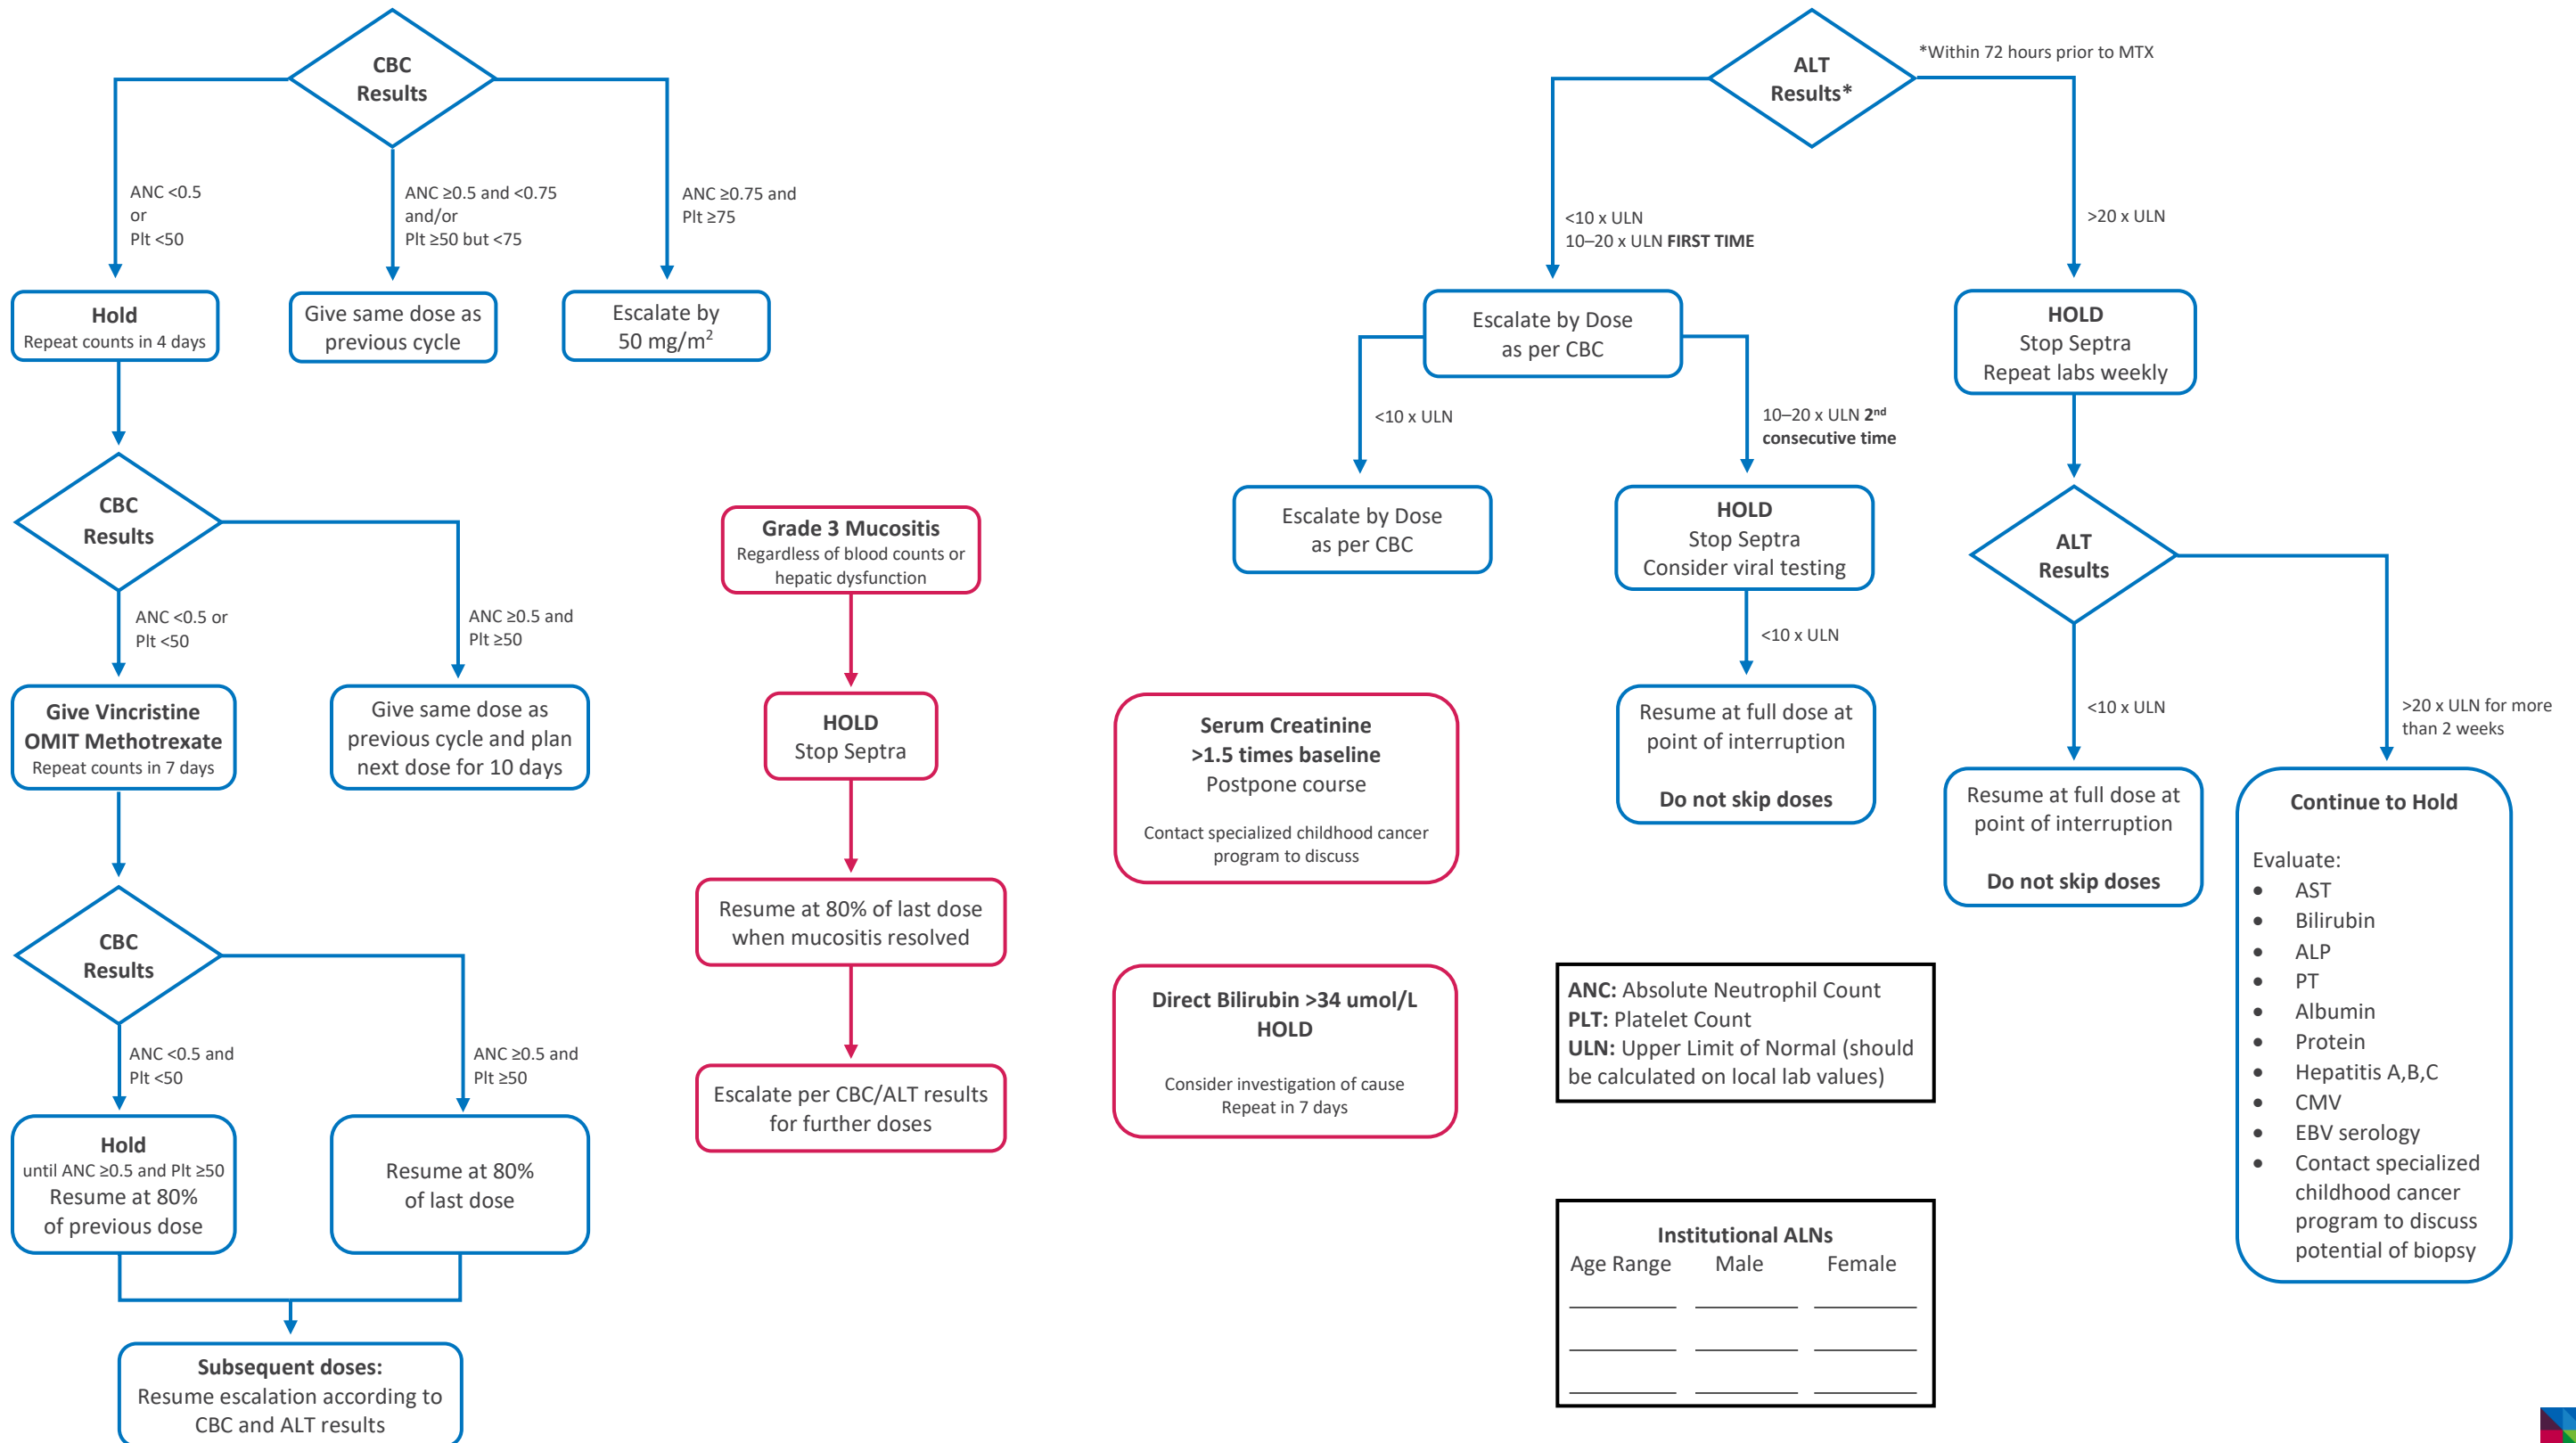 CBC
Results
ANC <0.5
or
Plt <50
ANC ≥0.5 and <0.75
and/or
Plt ≥50 but <75
ANC ≥0.75 and
Plt ≥75
Hold
Repeat counts in 4 days
Give same dose as
previous cycle
Escalate by
50 mg/m²
CBC
Results
ANC <0.5 or
Plt <50
ANC ≥0.5 and
Plt ≥50
Give Vincristine
OMIT Methotrexate
Repeat counts in 7 days
Give same dose as
previous cycle and plan
next dose for 10 days
CBC
Results
ANC <0.5 and
Plt <50
ANC ≥0.5 and
Plt ≥50
Hold
until ANC ≥0.5 and Plt ≥50
Resume at 80%
of previous dose
Resume at 80%
of last dose
Subsequent doses:
Resume escalation according to
CBC and ALT results
Grade 3 Mucositis
Regardless of blood counts or
hepatic dysfunction
HOLD
Stop Septra
Resume at 80% of last dose
when mucositis resolved
Escalate per CBC/ALT results
for further doses
Serum Creatinine
>1.5 times baseline
Postpone course
Contact specialized childhood cancer
program to discuss
Direct Bilirubin >34 umol/L
HOLD
Consider investigation of cause
Repeat in 7 days
ALT
Results*
*Within 72 hours prior to MTX
<10 x ULN
10–20 x ULN FIRST TIME
>20 x ULN
Escalate by Dose
as per CBC
HOLD
Stop Septra
Repeat labs weekly
<10 x ULN
10–20 x ULN 2nd
consecutive time
Escalate by Dose
as per CBC
HOLD
Stop Septra
Consider viral testing
<10 x ULN
Resume at full dose at
point of interruption
Do not skip doses
ALT
Results
<10 x ULN
>20 x ULN for more
than 2 weeks
Resume at full dose at
point of interruption
Do not skip doses
Continue to Hold
Evaluate:
• AST
• Bilirubin
• ALP
• PT
• Albumin
• Protein
• Hepatitis A,B,C
• CMV
• EBV serology
• Contact specialized
childhood cancer
program to discuss
potential of biopsy
ANC: Absolute Neutrophil Count
PLT: Platelet Count
ULN: Upper Limit of Normal (should
be calculated on local lab values)
Institutional ALNs
Age Range Male Female